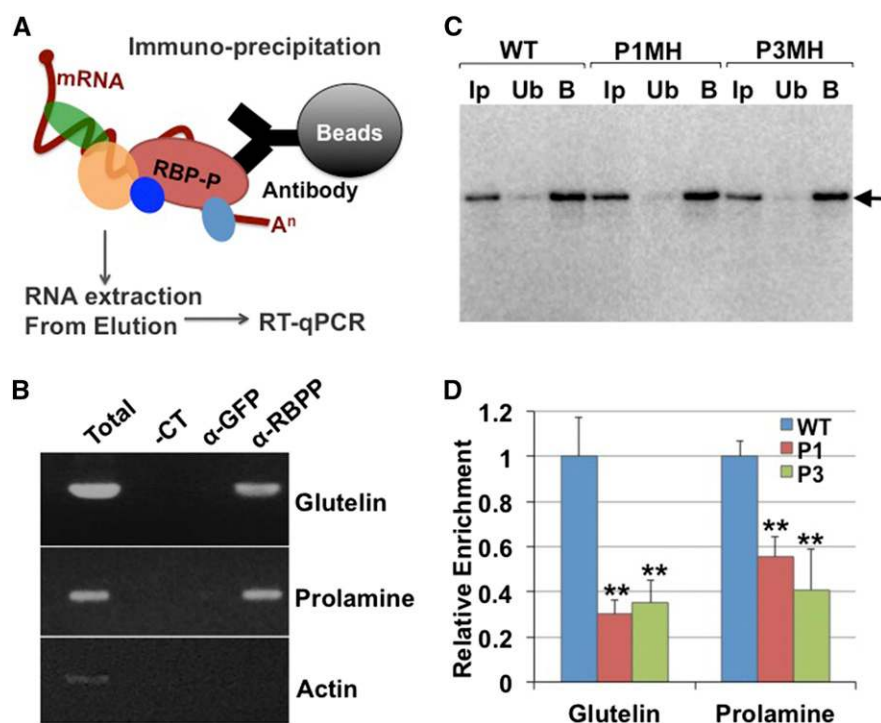 A
Immuno-precipitation
mRNA
RBP-P
Beads
Antibody
Aⁿ
RNA extraction
From Elution
RT-qPCR
B
Total
-CT
α-GFP
α-RBPP
Glutelin
Prolamine
Actin
C
WT P1MH P3MH
Ip Ub B Ip Ub B Ip Ub B
D
Relative Enrichment
1.2
1
0.8
0.6
0.4
0.2
0
WT
P1
P3
** **
** **
Glutelin Prolamine